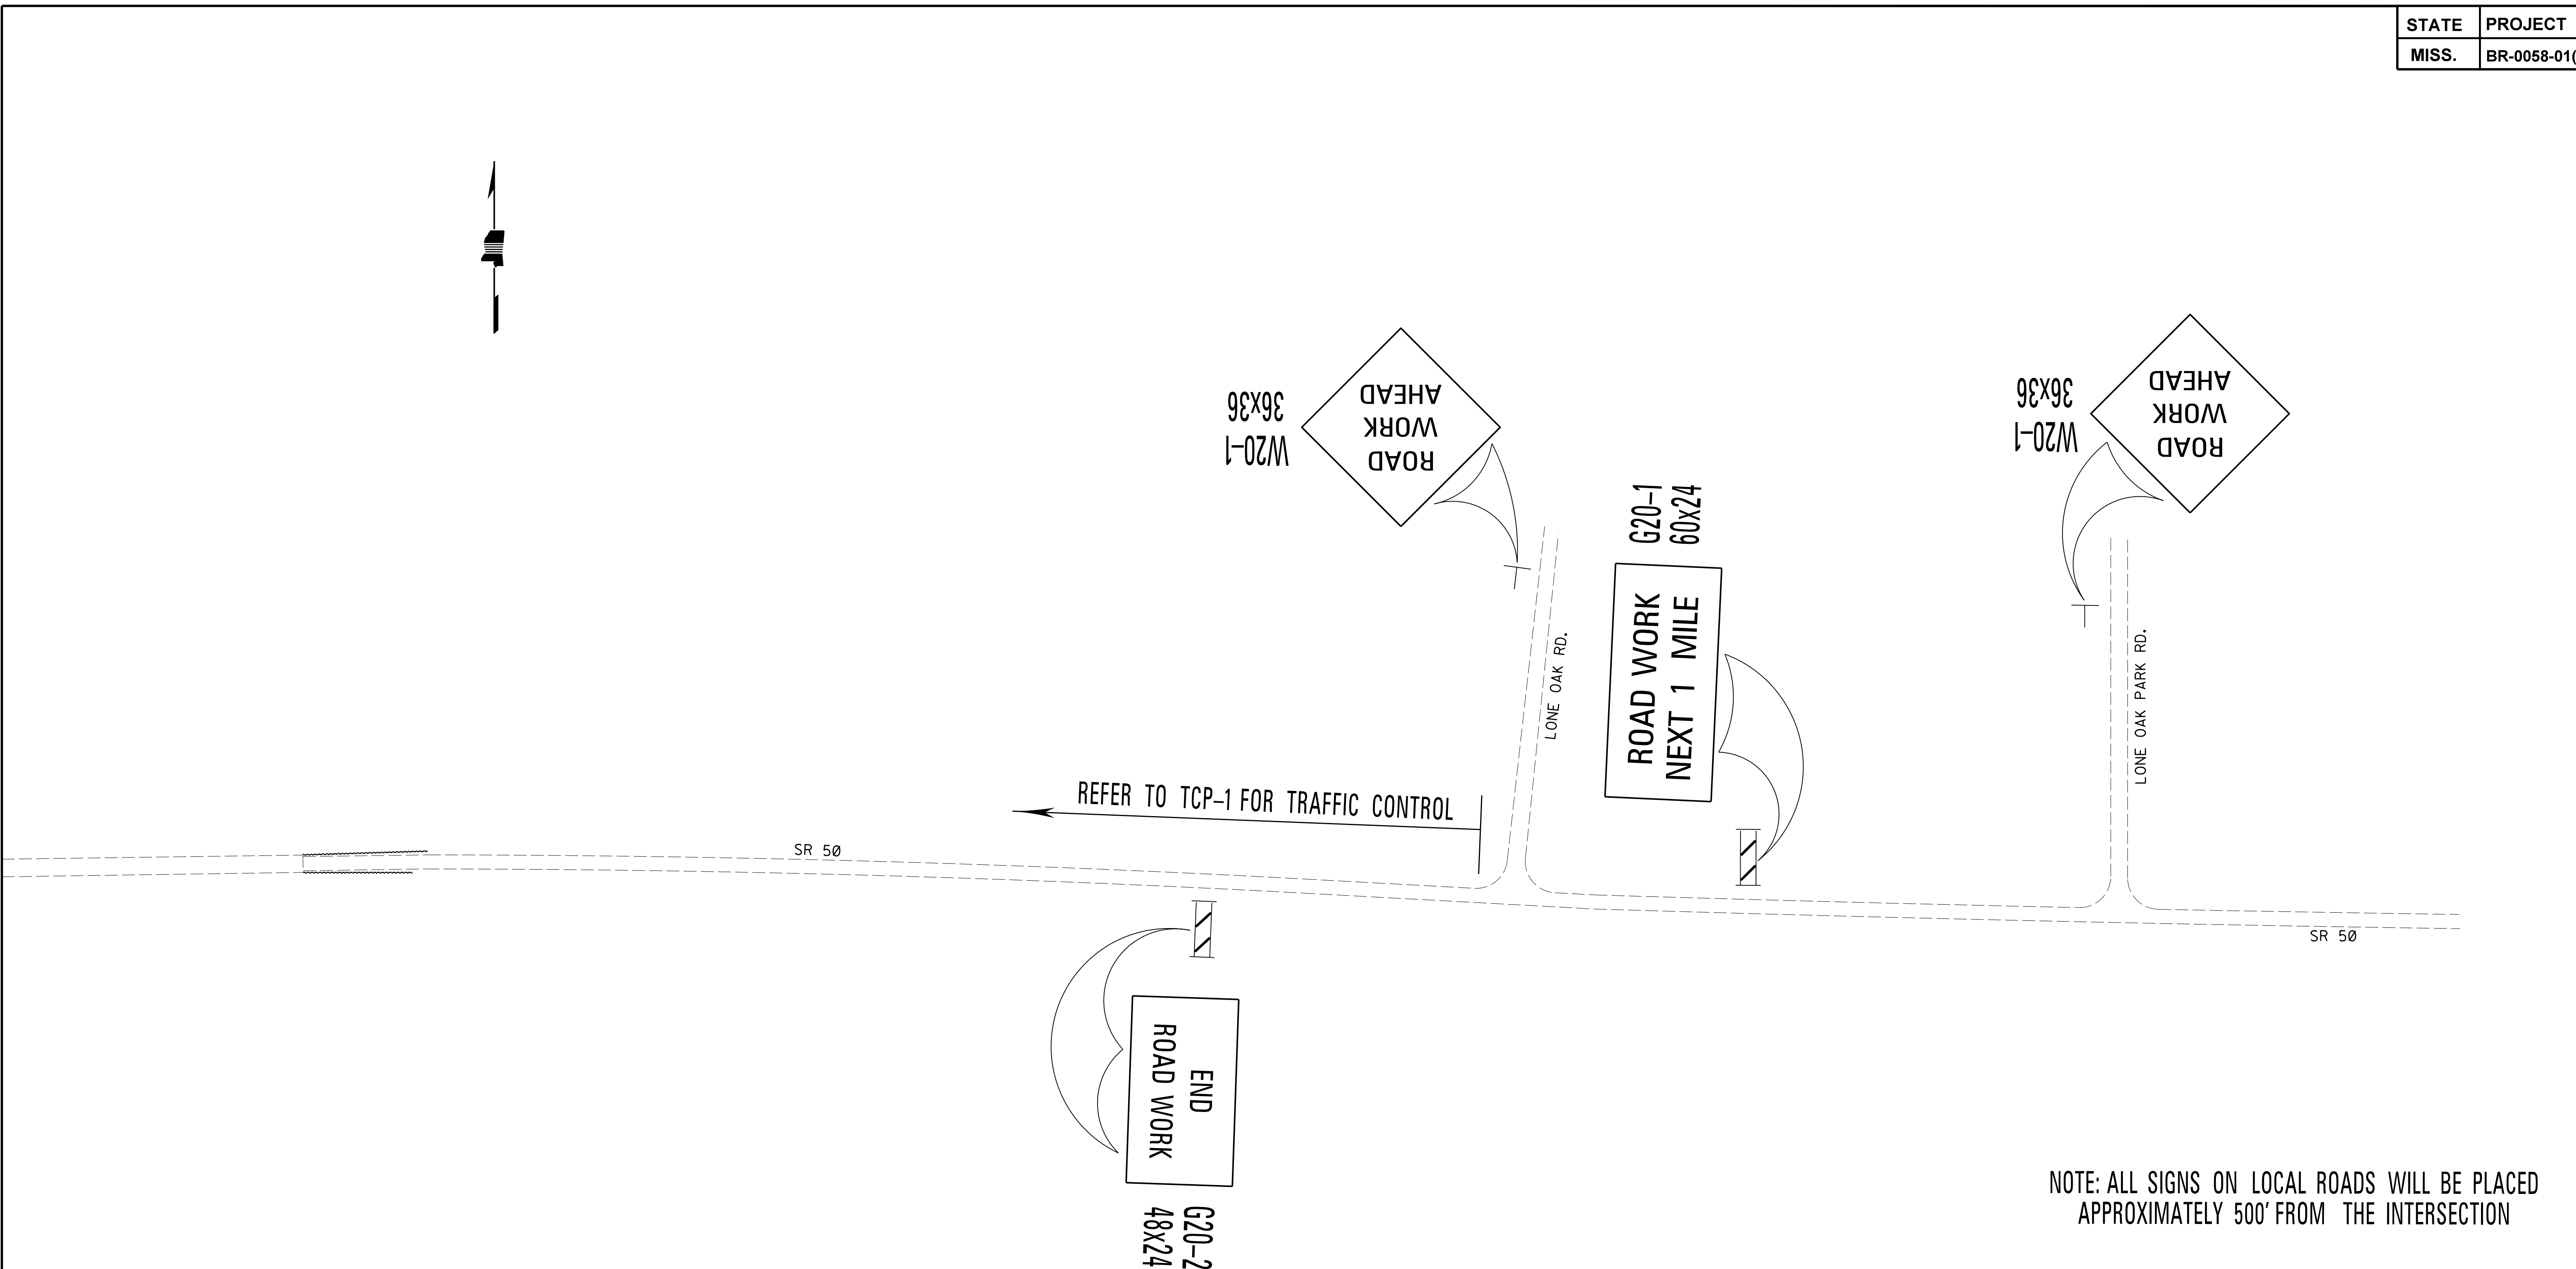 STATE PROJECT
MISS. BR-0058-01(
W20-1
36x36
ROAD
WORK
AHEAD
W20-1
36x36
ROAD
WORK
AHEAD
G20-1
60x24
ROAD WORK
NEXT 1 MILE
LONE OAK RD.
LONE OAK PARK RD.
REFER TO TCP-1 FOR TRAFFIC CONTROL
SR 50
SR 50
END
ROAD WORK
G20-2
48x24
NOTE: ALL SIGNS ON LOCAL ROADS WILL BE PLACED
APPROXIMATELY 500' FROM THE INTERSECTION